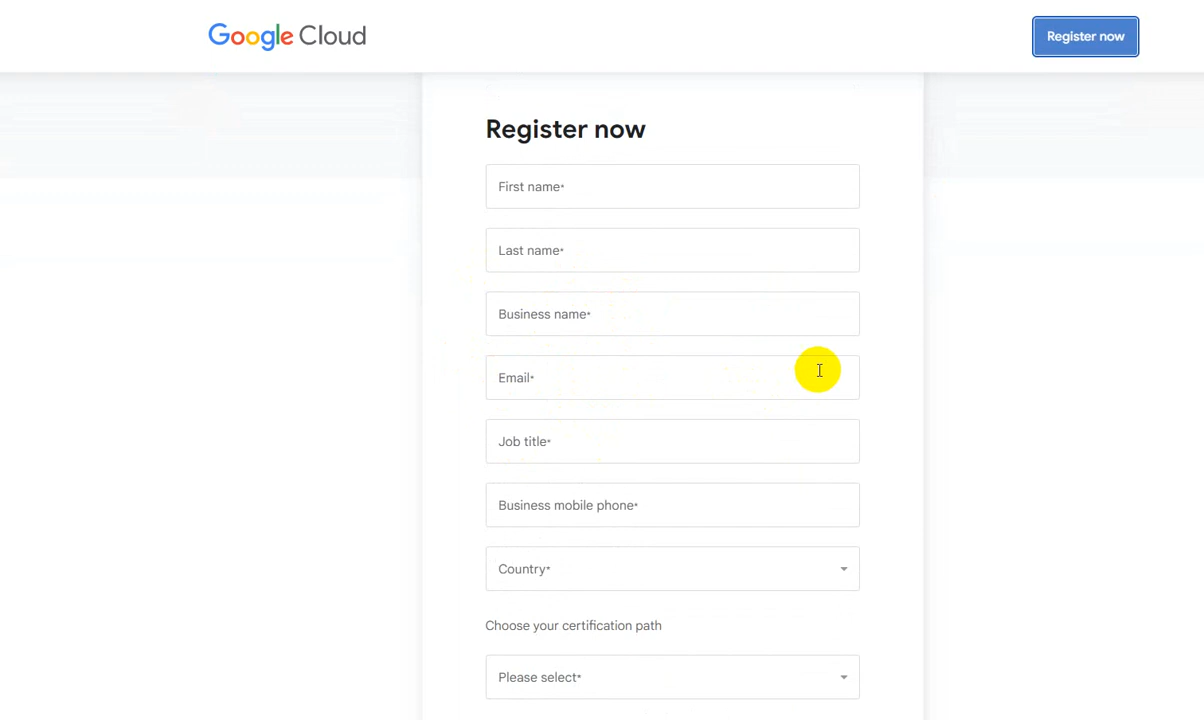 Google Cloud
Register now
Register now
First name*
Last name*
Business name*
Email*
Job title*
Business mobile phone*
Country*
Choose your certification path
Please select*